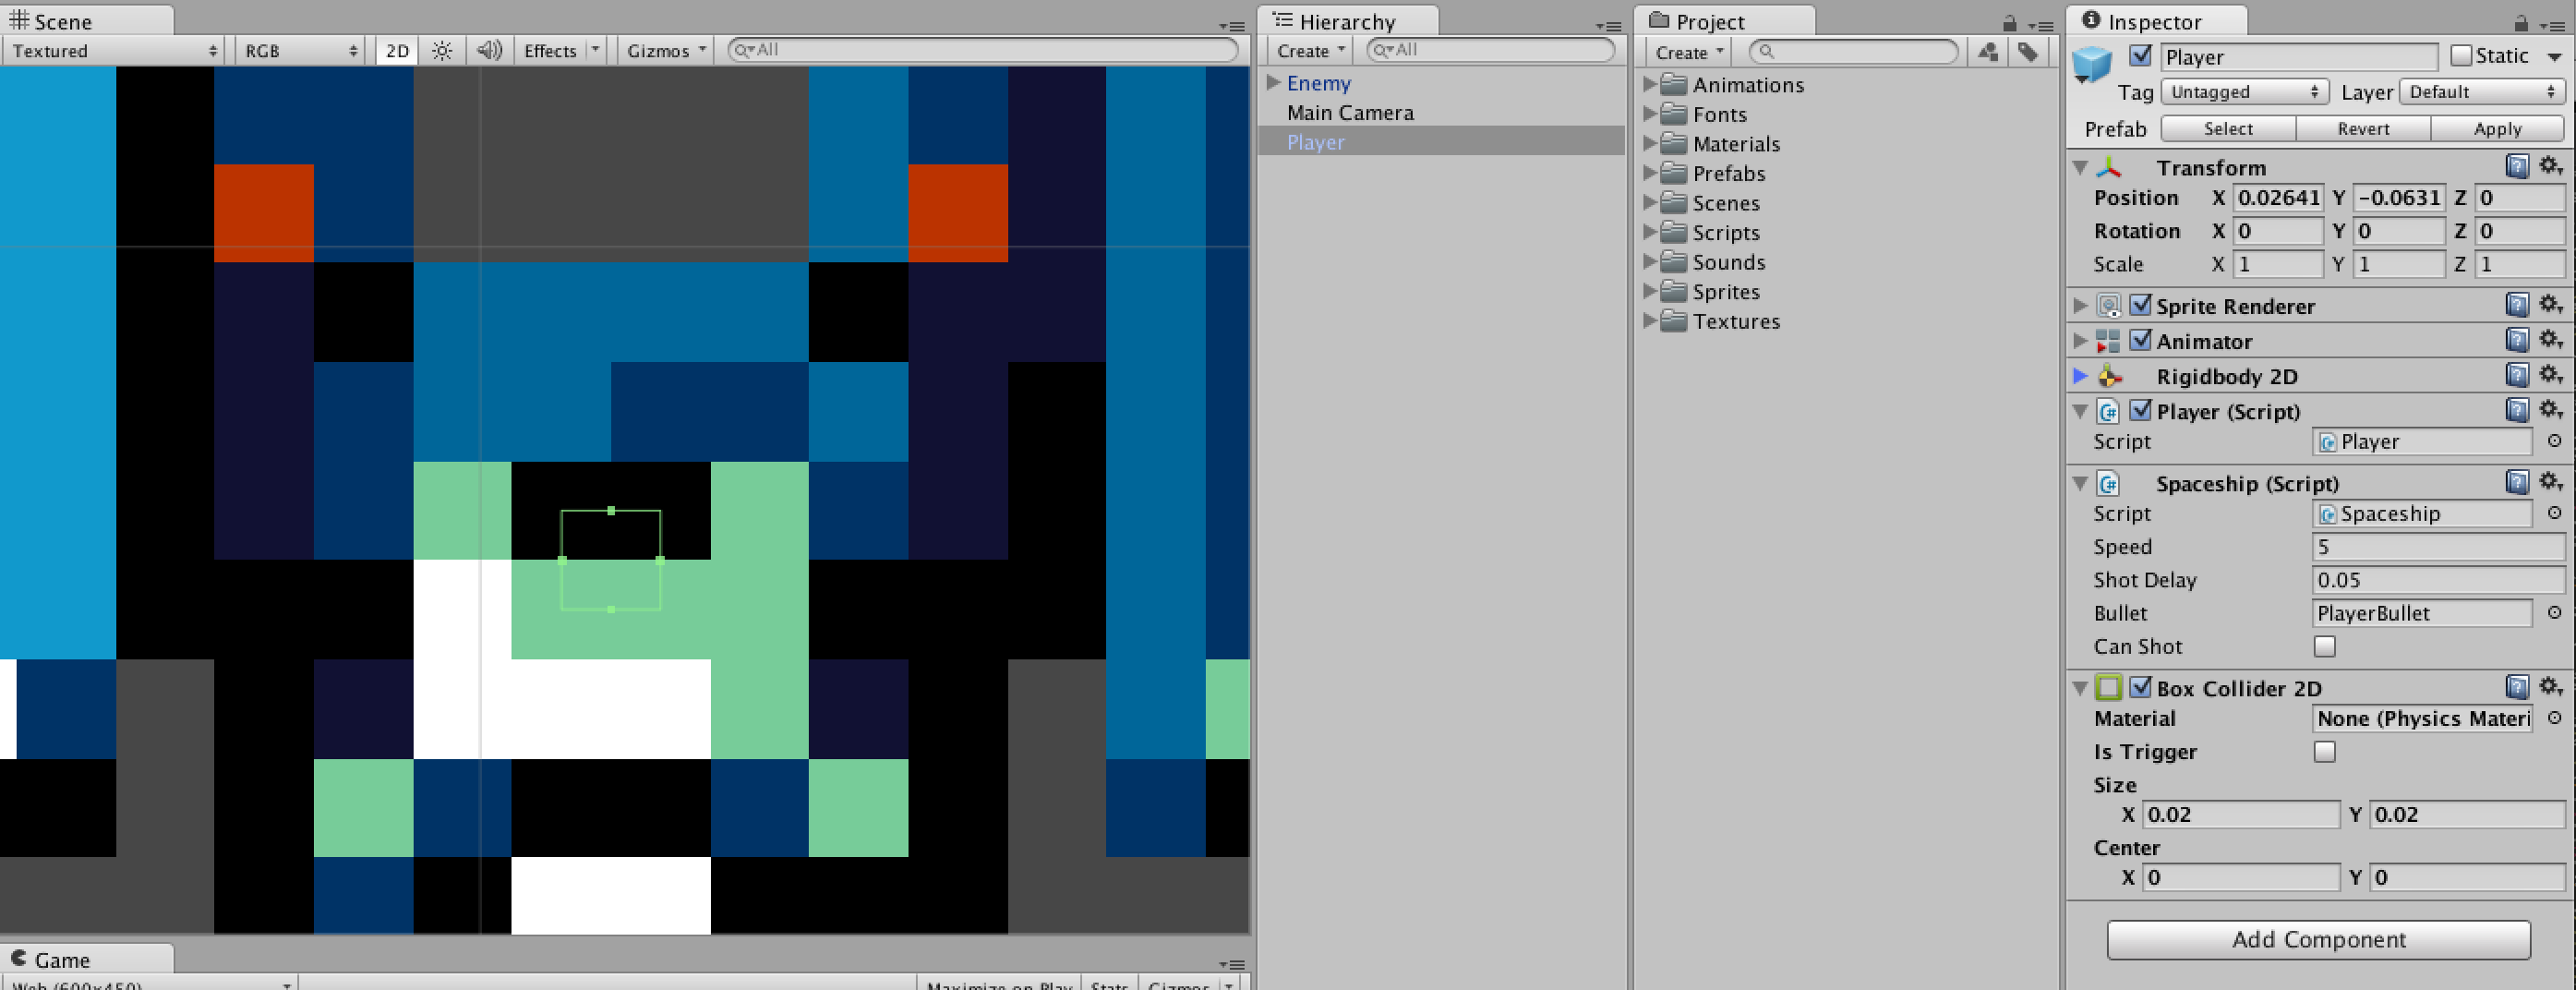 Scene
Textured RGB 2D Effects Gizmos All
Game
Web (600x450) Maximize on Play Stats Gizmos
Hierarchy
Create All
Enemy
Main Camera
Player
Project
Create
Animations
Fonts
Materials
Prefabs
Scenes
Scripts
Sounds
Sprites
Textures
Inspector
Player Static
Tag Untagged Layer Default
Prefab Select Revert Apply
Transform
Position X 0.02641 Y -0.0631 Z 0
Rotation X 0 Y 0 Z 0
Scale X 1 Y 1 Z 1
Sprite Renderer
Animator
Rigidbody 2D
Player (Script)
Script Player
Spaceship (Script)
Script Spaceship
Speed 5
Shot Delay 0.05
Bullet PlayerBullet
Can Shot
Box Collider 2D
Material None (Physics Materi
Is Trigger
Size
X 0.02 Y 0.02
Center
X 0 Y 0
Add Component